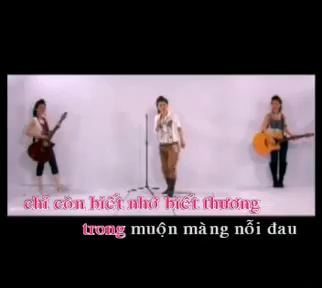 chỉ còn biết nhớ biết thương
trong muộn màng nỗi đau